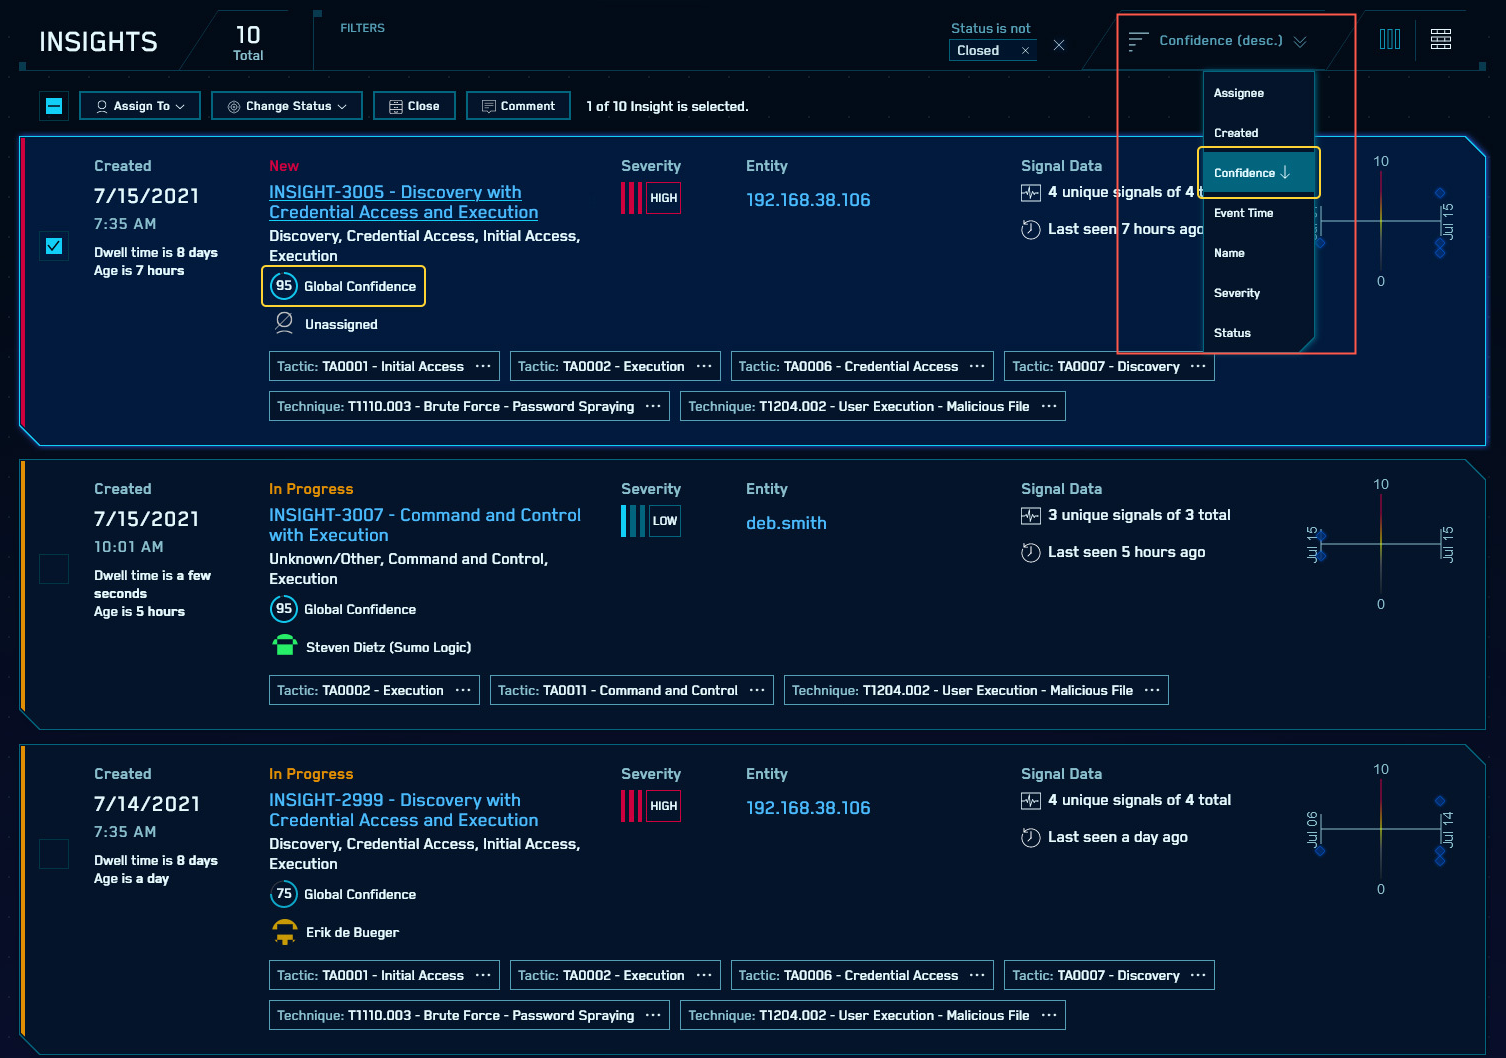 INSIGHTS
10
Total
FILTERS
Status is not
Closed ×
Confidence (desc.)
Assignee
Created
Confidence ↓
Event Time
Name
Severity
Status
Assign To
Change Status
Close
Comment
1 of 10 Insight is selected.
Created
7/15/2021
7:35 AM
Dwell time is 8 days
Age is 7 hours
New
INSIGHT-3005 - Discovery with
Credential Access and Execution
Discovery, Credential Access, Initial Access,
Execution
95 Global Confidence
Unassigned
Severity
HIGH
Entity
192.168.38.106
Signal Data
4 unique signals of 4 t
Last seen 7 hours ago
10
0
Jul 15
Tactic: TA0001 - Initial Access ···
Tactic: TA0002 - Execution ···
Tactic: TA0006 - Credential Access ···
Tactic: TA0007 - Discovery ···
Technique: T1110.003 - Brute Force - Password Spraying ···
Technique: T1204.002 - User Execution - Malicious File ···
Created
7/15/2021
10:01 AM
Dwell time is a few
seconds
Age is 5 hours
In Progress
INSIGHT-3007 - Command and Control
with Execution
Unknown/Other, Command and Control,
Execution
95 Global Confidence
Steven Dietz (Sumo Logic)
Severity
LOW
Entity
deb.smith
Signal Data
3 unique signals of 3 total
Last seen 5 hours ago
10
Jul 15
Jul 15
0
Tactic: TA0002 - Execution ···
Tactic: TA0011 - Command and Control ···
Technique: T1204.002 - User Execution - Malicious File ···
Created
7/14/2021
7:35 AM
Dwell time is 8 days
Age is a day
In Progress
INSIGHT-2999 - Discovery with
Credential Access and Execution
Discovery, Credential Access, Initial Access,
Execution
75 Global Confidence
Erik de Bueger
Severity
HIGH
Entity
192.168.38.106
Signal Data
4 unique signals of 4 total
Last seen a day ago
10
Jul 06
Jul 14
0
Tactic: TA0001 - Initial Access ···
Tactic: TA0002 - Execution ···
Tactic: TA0006 - Credential Access ···
Tactic: TA0007 - Discovery ···
Technique: T1110.003 - Brute Force - Password Spraying ···
Technique: T1204.002 - User Execution - Malicious File ···